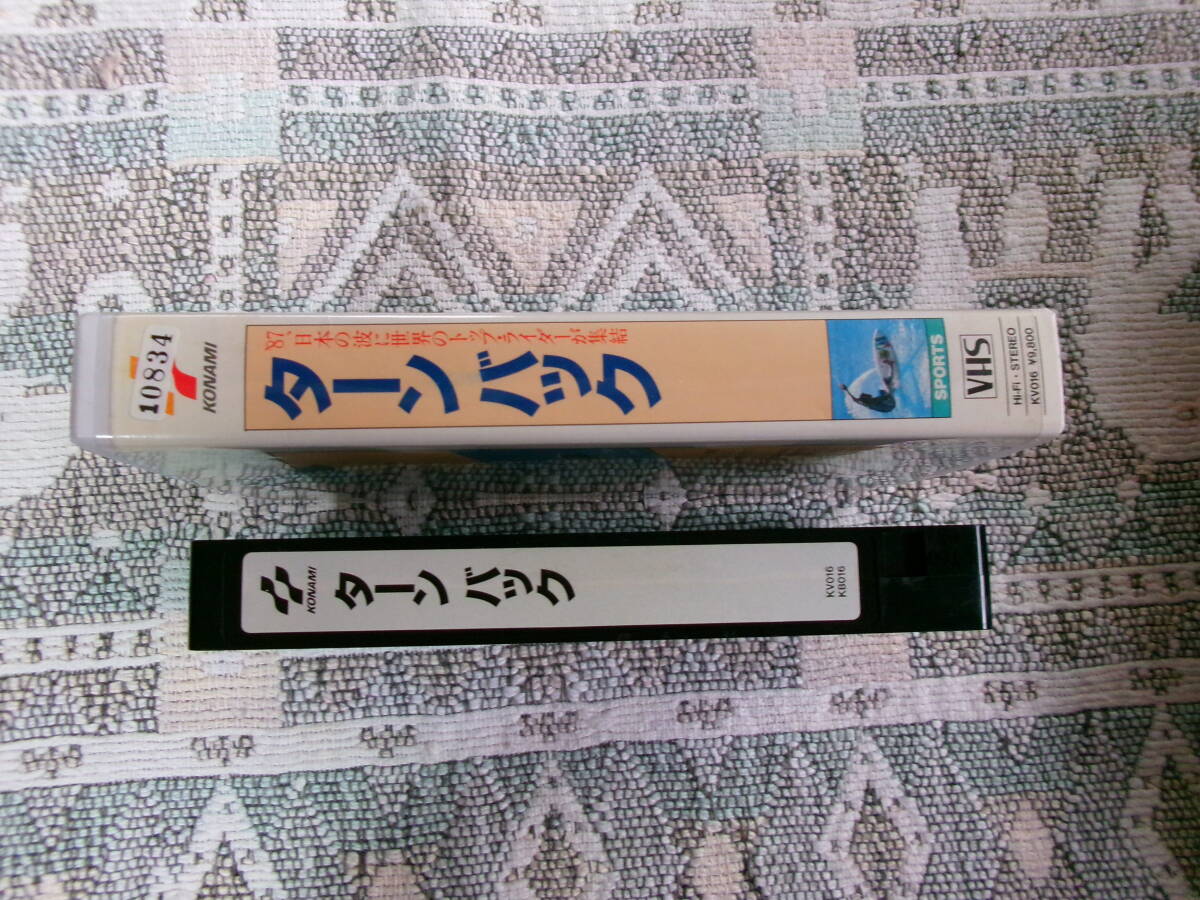 10834
KONAMI
'87、日本の波に世界のトップ・ライダーが集結
ターンバック
SPORTS
VHS
Hi-Fi・STEREO
KV016 ¥9,800
KONAMI
ターンバック
KV016
KB016